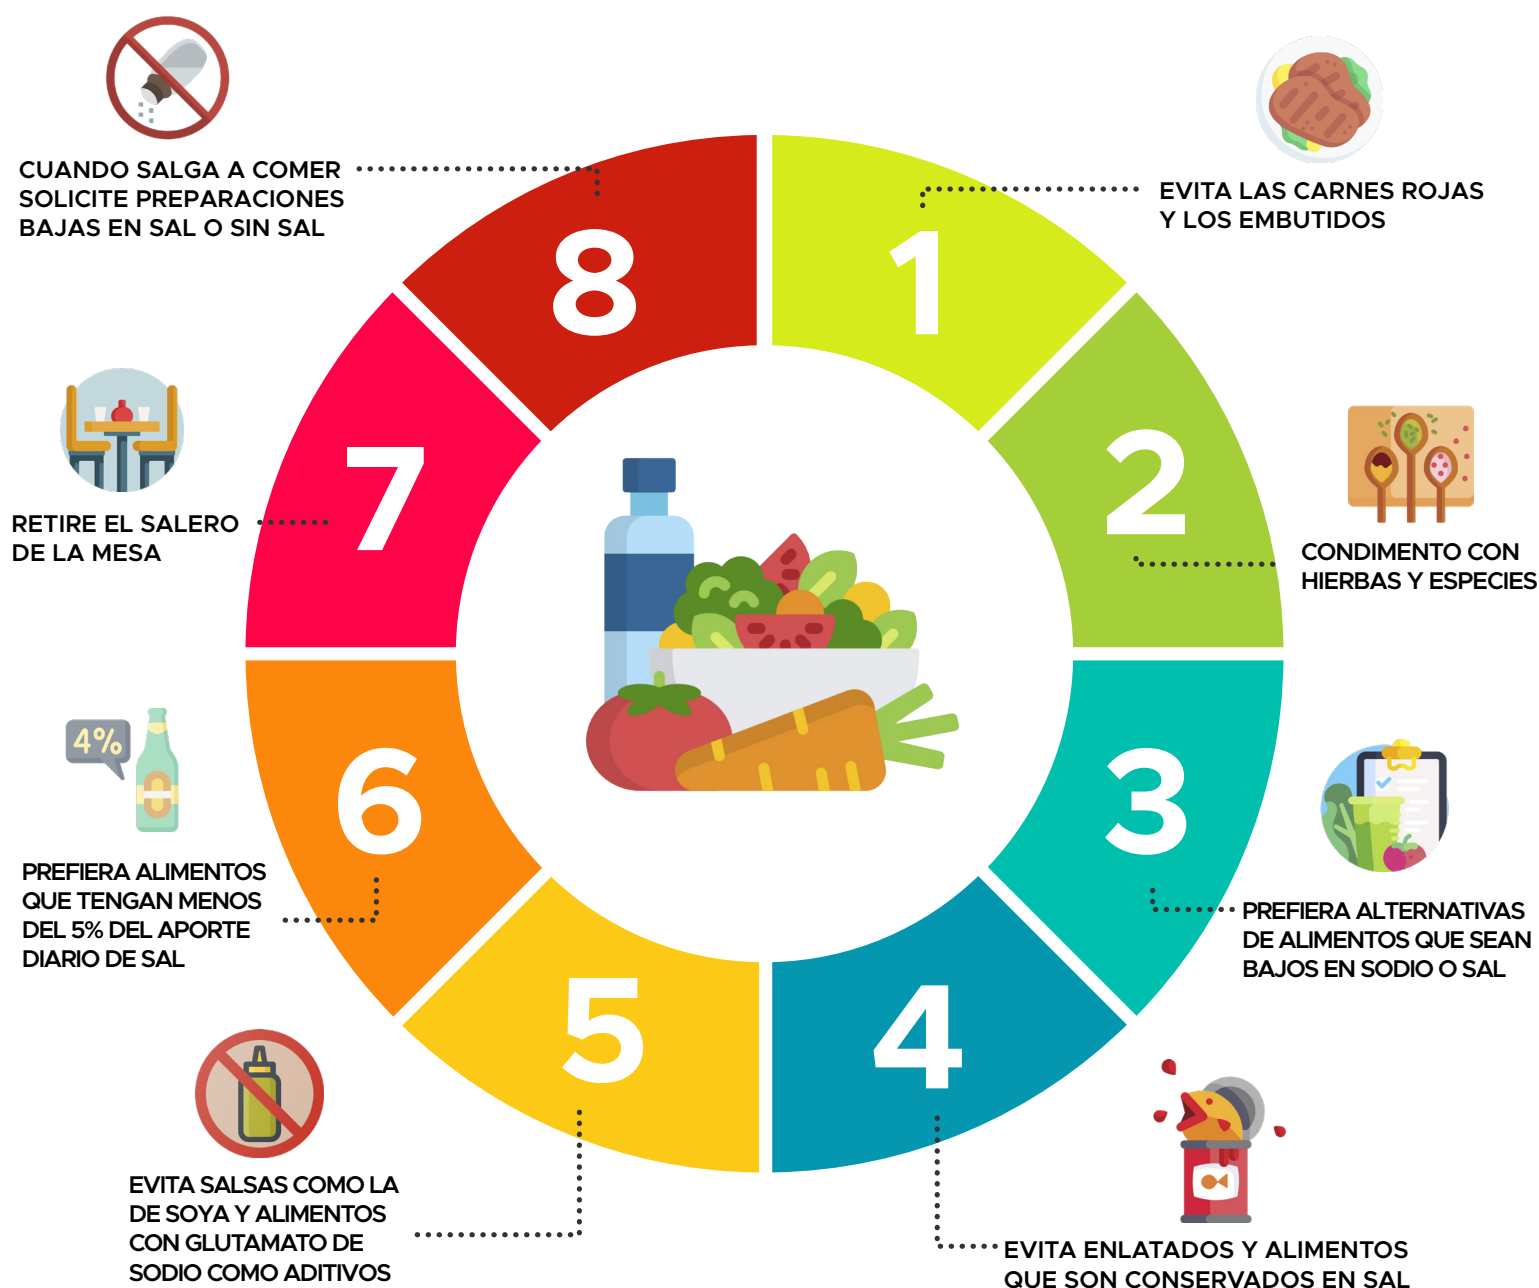 1
EVITA LAS CARNES ROJAS
Y LOS EMBUTIDOS
2
CONDIMENTO CON
HIERBAS Y ESPECIES
3
PREFIERA ALTERNATIVAS
DE ALIMENTOS QUE SEAN
BAJOS EN SODIO O SAL
4
EVITA ENLATADOS Y ALIMENTOS
QUE SON CONSERVADOS EN SAL
5
EVITA SALSAS COMO LA
DE SOYA Y ALIMENTOS
CON GLUTAMATO DE
SODIO COMO ADITIVOS
6
4%
PREFIERA ALIMENTOS
QUE TENGAN MENOS
DEL 5% DEL APORTE
DIARIO DE SAL
7
RETIRE EL SALERO
DE LA MESA
8
CUANDO SALGA A COMER
SOLICITE PREPARACIONES
BAJAS EN SAL O SIN SAL